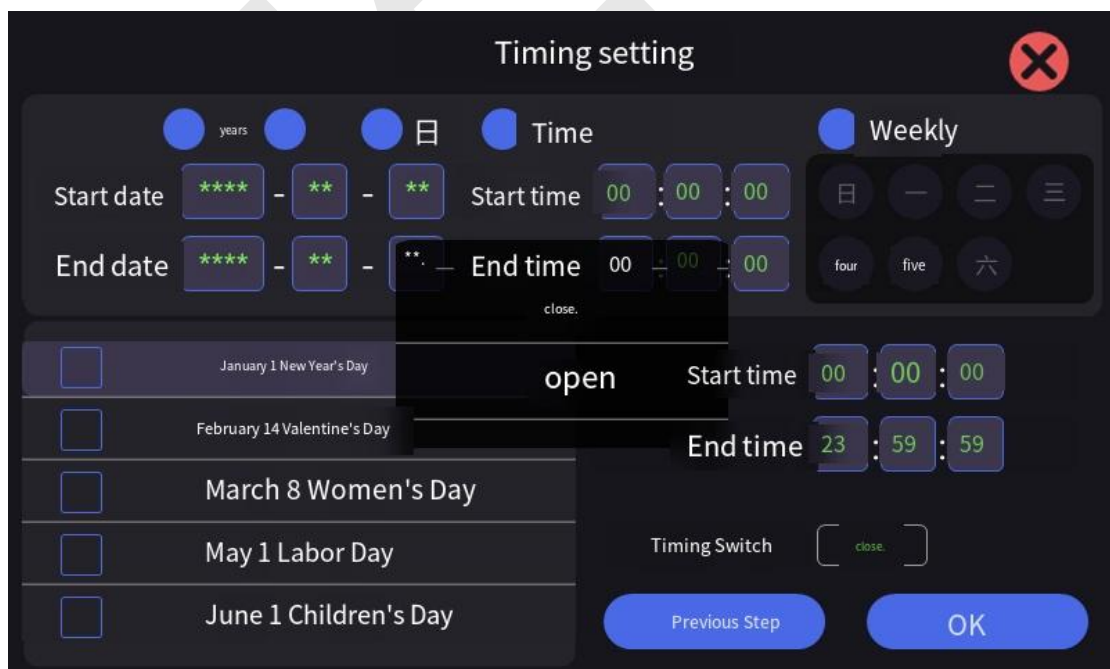 Timing setting
years 日 Time Weekly
Start date **** - ** - ** Start time 00 : 00 : 00 日 一 二 三
End date **** - ** - **. End time 00 : 00 : 00 four five 六
close.
January 1 New Year's Day open Start time 00 : 00 : 00
February 14 Valentine's Day End time 23 : 59 : 59
March 8 Women's Day
May 1 Labor Day Timing Switch close.
June 1 Children's Day Previous Step OK